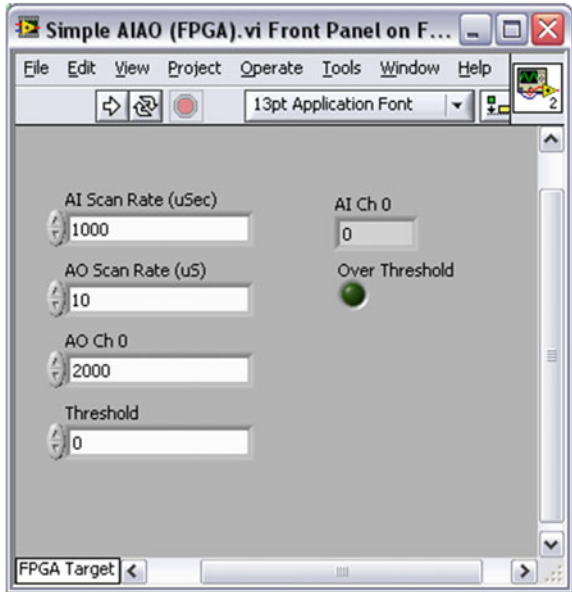 Simple AIAO (FPGA).vi Front Panel on F...
File Edit View Project Operate Tools Window Help
13pt Application Font
2
AI Scan Rate (uSec)
1000
AO Scan Rate (uS)
10
AO Ch 0
2000
Threshold
0
AI Ch 0
0
Over Threshold
FPGA Target